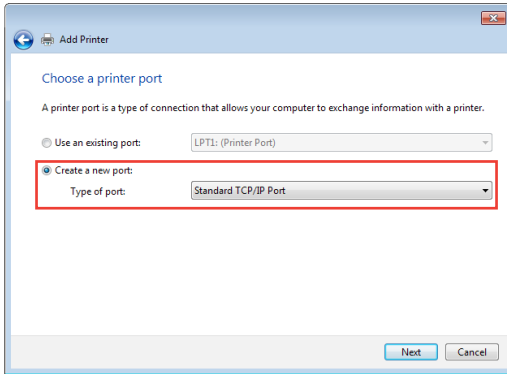 Add Printer
Choose a printer port
A printer port is a type of connection that allows your computer to exchange information with a printer.
Use an existing port: LPT1: (Printer Port)
Create a new port:
Type of port: Standard TCP/IP Port
Next Cancel